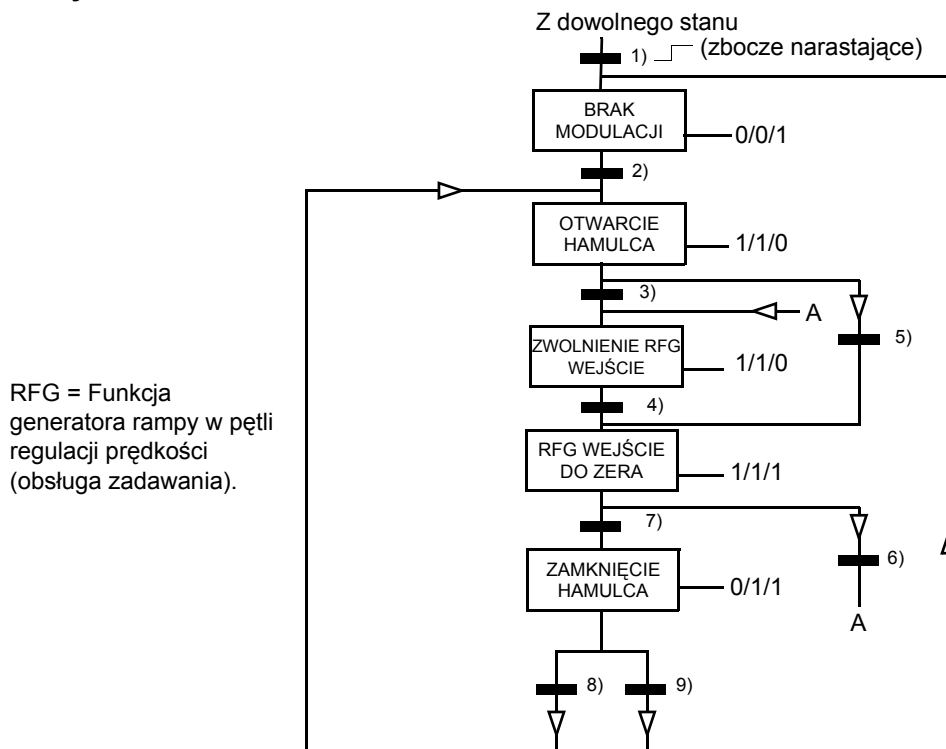 Z dowolnego stanu
1) (zbocze narastające)
BRAK
MODULACJI
0/0/1
2)
OTWARCIE
HAMULCA
1/1/0
3)
A
5)
ZWOLNIENIE RFG
WEJŚCIE
1/1/0
4)
RFG = Funkcja
generatora rampy w pętli
regulacji prędkości
(obsługa zadawania).
RFG WEJŚCIE
DO ZERA
1/1/1
7)
6)
ZAMKNIĘCIE
HAMULCA
0/1/1
A
8)
9)